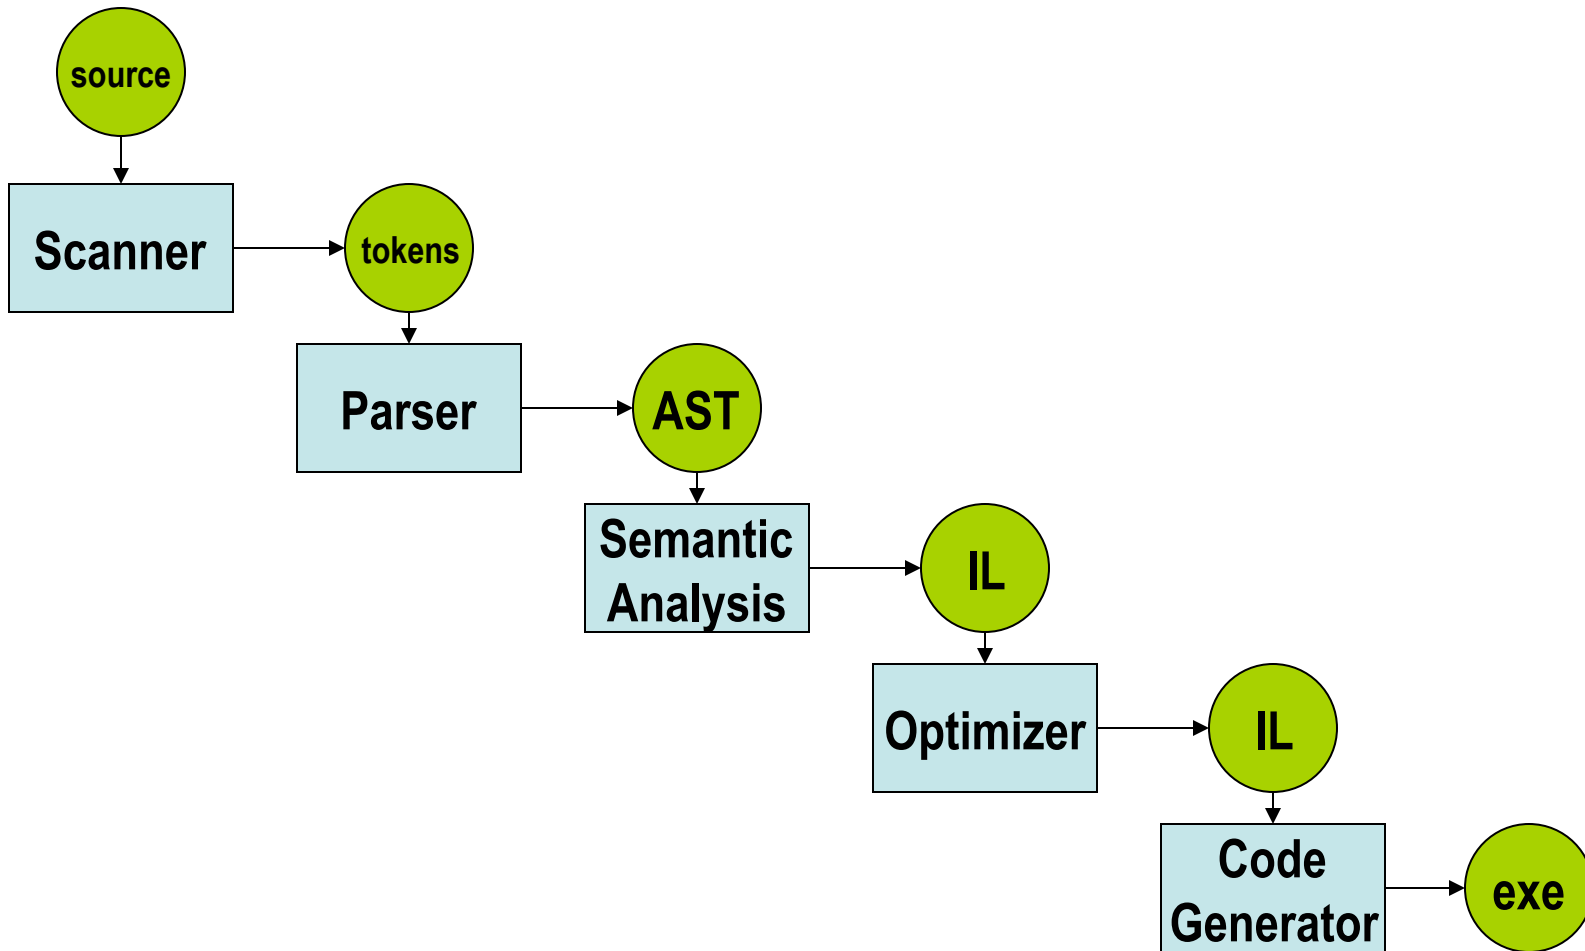 source
Scanner
tokens
Parser
AST
Semantic
Analysis
IL
Optimizer
IL
Code
Generator
exe